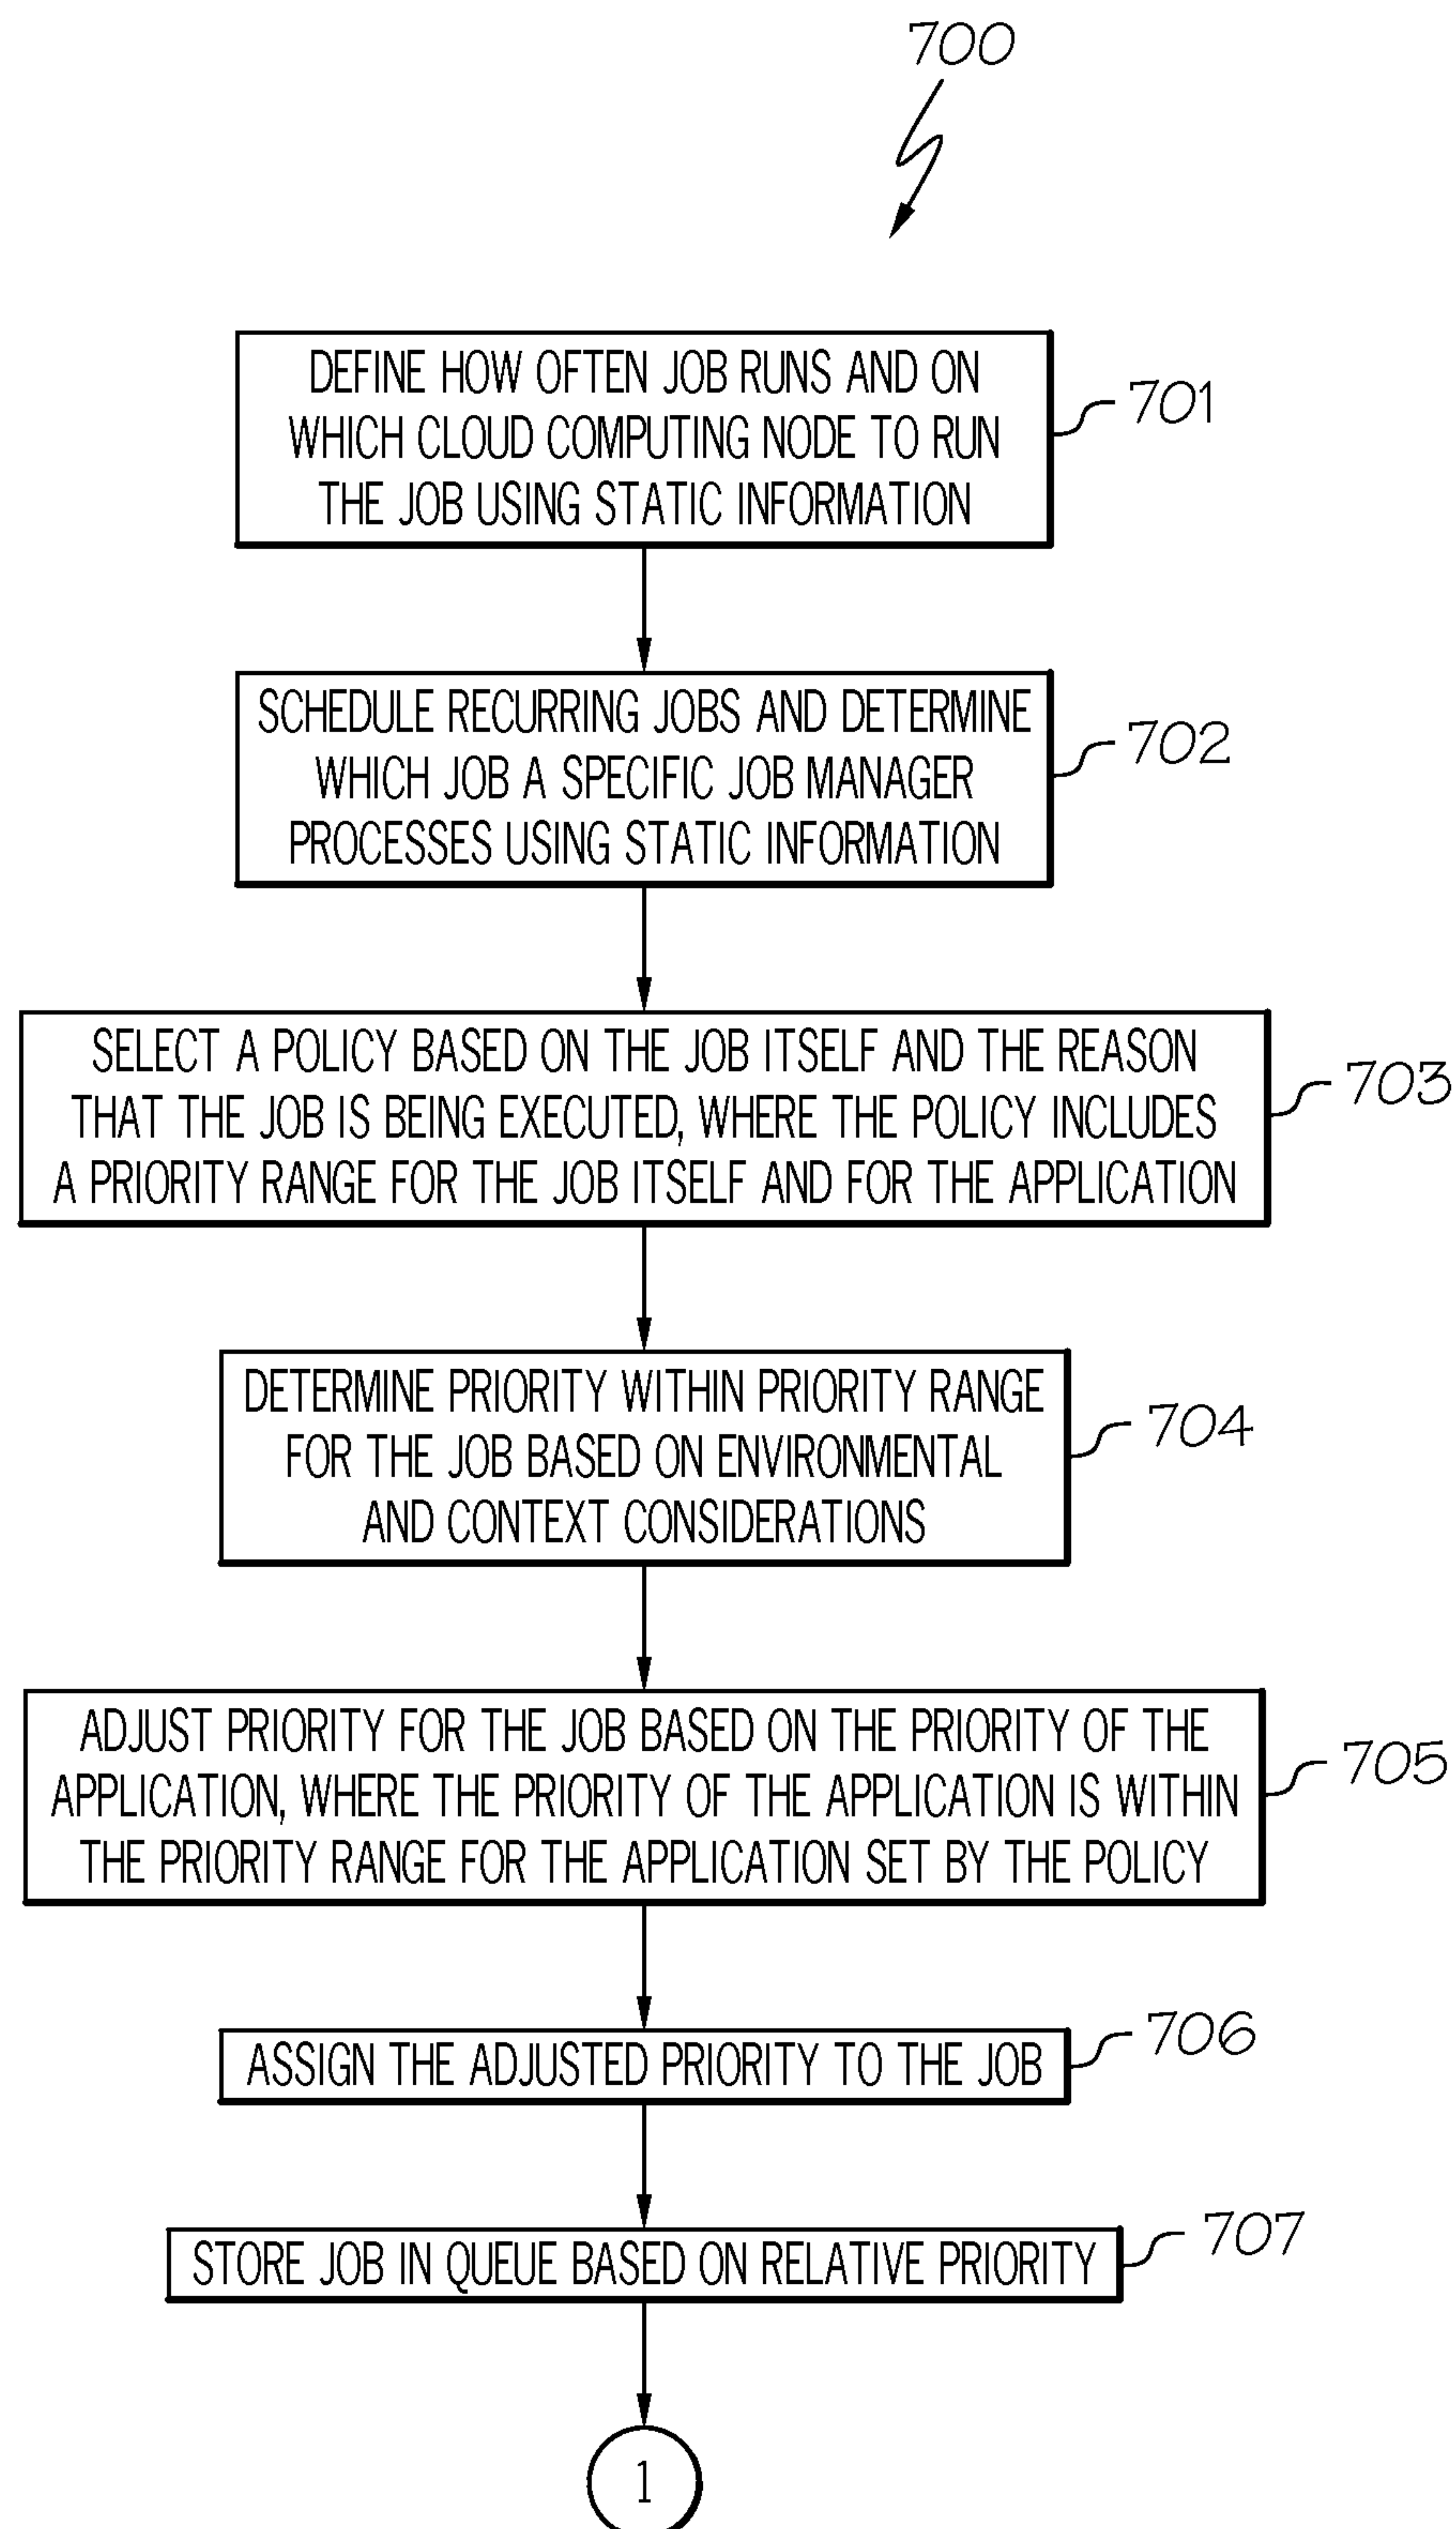 700
DEFINE HOW OFTEN JOB RUNS AND ON
WHICH CLOUD COMPUTING NODE TO RUN
THE JOB USING STATIC INFORMATION
701
SCHEDULE RECURRING JOBS AND DETERMINE
WHICH JOB A SPECIFIC JOB MANAGER
PROCESSES USING STATIC INFORMATION
702
SELECT A POLICY BASED ON THE JOB ITSELF AND THE REASON
THAT THE JOB IS BEING EXECUTED, WHERE THE POLICY INCLUDES
A PRIORITY RANGE FOR THE JOB ITSELF AND FOR THE APPLICATION
703
DETERMINE PRIORITY WITHIN PRIORITY RANGE
FOR THE JOB BASED ON ENVIRONMENTAL
AND CONTEXT CONSIDERATIONS
704
ADJUST PRIORITY FOR THE JOB BASED ON THE PRIORITY OF THE
APPLICATION, WHERE THE PRIORITY OF THE APPLICATION IS WITHIN
THE PRIORITY RANGE FOR THE APPLICATION SET BY THE POLICY
705
ASSIGN THE ADJUSTED PRIORITY TO THE JOB
706
STORE JOB IN QUEUE BASED ON RELATIVE PRIORITY
707
1